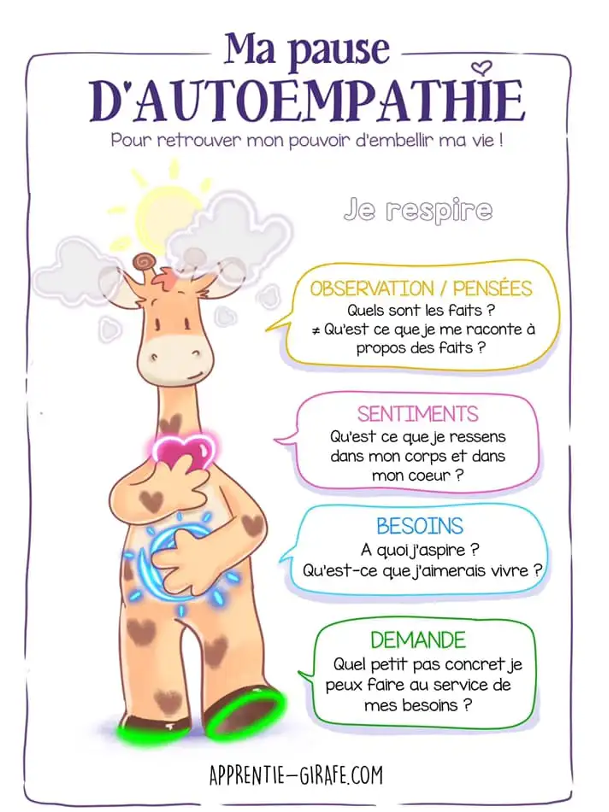 Ma pause
D'AUTOEMPATHIE
Pour retrouver mon pouvoir d'embellir ma vie !
Je respire
OBSERVATION / PENSÉES
Quels sont les faits ?
≠ Qu'est ce que je me raconte à
propos des faits ?
SENTIMENTS
Qu'est ce que je ressens
dans mon corps et dans
mon coeur ?
BESOINS
A quoi j'aspire ?
Qu'est-ce que j'aimerais vivre ?
DEMANDE
Quel petit pas concret je
peux faire au service de
mes besoins ?
APPRENTIE-GIRAFE.COM